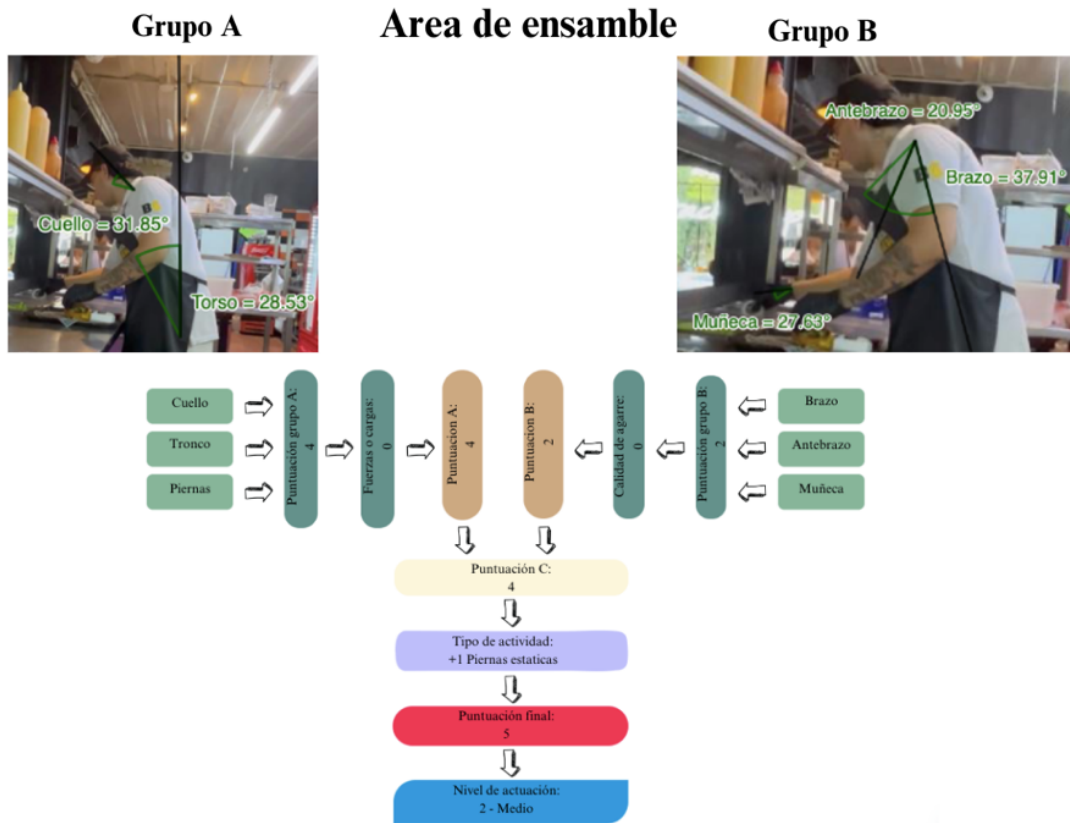 Grupo A
Area de ensamble
Grupo B
Cuello = 31.85°
Torso = 28.53°
Antebrazo = 20.95°
Brazo = 37.91°
Muñeca = 27.63°
Cuello
Tronco
Piernas
Puntuación grupo A:
4
Fuerzas o cargas:
0
Puntuacion A:
4
Puntuacion B:
2
Calidad de agarre:
0
Puntuación grupo B:
2
Brazo
Antebrazo
Muñeca
Puntuación C:
4
Tipo de actividad:
+1 Piernas estaticas
Puntuación final:
5
Nivel de actuación:
2 - Medio